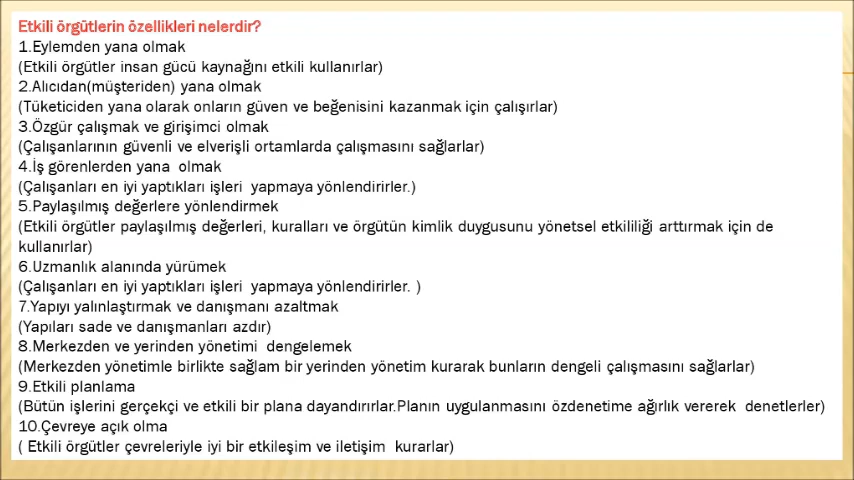 Etkili örgütlerin özellikleri nelerdir?
1.Eylemden yana olmak
(Etkili örgütler insan gücü kaynağını etkili kullanırlar)
2.Alıcıdan(müşteriden) yana olmak
(Tüketiciden yana olarak onların güven ve beğenisini kazanmak için çalışırlar)
3.Özgür çalışmak ve girişimci olmak
(Çalışanlarının güvenli ve elverişli ortamlarda çalışmasını sağlarlar)
4.İş görenlerden yana  olmak
(Çalışanları en iyi yaptıkları işleri  yapmaya yönlendirirler.)
5.Paylaşılmış değerlere yönlendirmek
(Etkili örgütler paylaşılmış değerleri, kuralları ve örgütün kimlik duygusunu yönetsel etkililiği arttırmak için de
kullanırlar)
6.Uzmanlık alanında yürümek
(Çalışanları en iyi yaptıkları işleri  yapmaya yönlendirirler. )
7.Yapıyı yalınlaştırmak ve danışmanı azaltmak
(Yapıları sade ve danışmanları azdır)
8.Merkezden ve yerinden yönetimi  dengelemek
(Merkezden yönetimle birlikte sağlam bir yerinden yönetim kurarak bunların dengeli çalışmasını sağlarlar)
9.Etkili planlama
(Bütün işlerini gerçekçi ve etkili bir plana dayandırırlar.Planın uygulanmasını özdenetime ağırlık vererek  denetlerler)
10.Çevreye açık olma
( Etkili örgütler çevreleriyle iyi bir etkileşim ve iletişim  kurarlar)